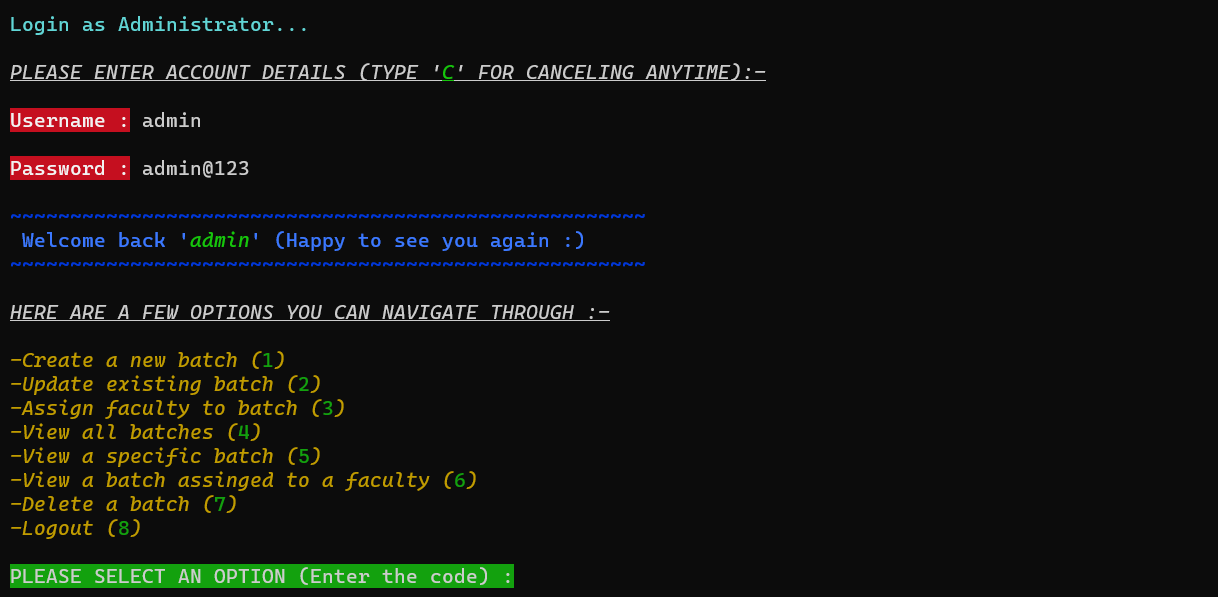 Login as Administrator...
PLEASE ENTER ACCOUNT DETAILS (TYPE 'C' FOR CANCELING ANYTIME):-
Username : admin
Password : admin@123
~~~~~~~~~~~~~~~~~~~~~~~~~~~~~~~~~~~~~~~~~~~~~~~~~~~~~
Welcome back 'admin' (Happy to see you again :)
~~~~~~~~~~~~~~~~~~~~~~~~~~~~~~~~~~~~~~~~~~~~~~~~~~~~~
HERE ARE A FEW OPTIONS YOU CAN NAVIGATE THROUGH :-
-Create a new batch (1)
-Update existing batch (2)
-Assign faculty to batch (3)
-View all batches (4)
-View a specific batch (5)
-View a batch assinged to a faculty (6)
-Delete a batch (7)
-Logout (8)
PLEASE SELECT AN OPTION (Enter the code) :